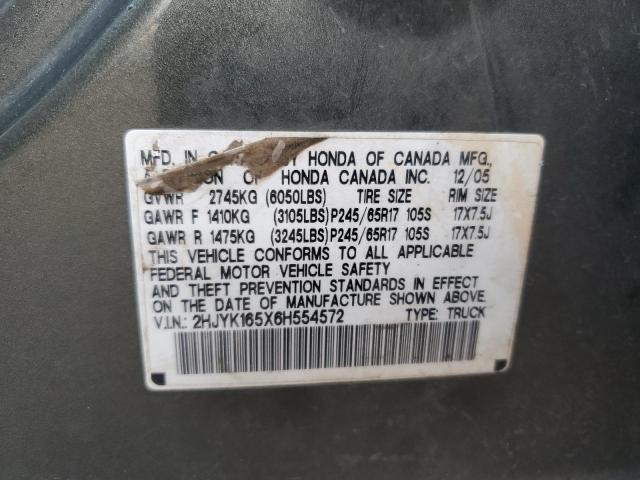 MFD. IN BY HONDA OF CANADA MFG.,
OF HONDA CANADA INC. 12/05
GVWR 2745KG (6050LBS) TIRE SIZE RIM SIZE
GAWR F 1410KG (3105LBS)P245/65R17 105S 17X7.5J
GAWR R 1475KG (3245LBS)P245/65R17 105S 17X7.5J
THIS VEHICLE CONFORMS TO ALL APPLICABLE
FEDERAL MOTOR VEHICLE SAFETY
AND THEFT PREVENTION STANDARDS IN EFFECT
ON THE DATE OF MANUFACTURE SHOWN ABOVE.
V.I.N.: 2HJYK165X6H554572 TYPE: TRUCK